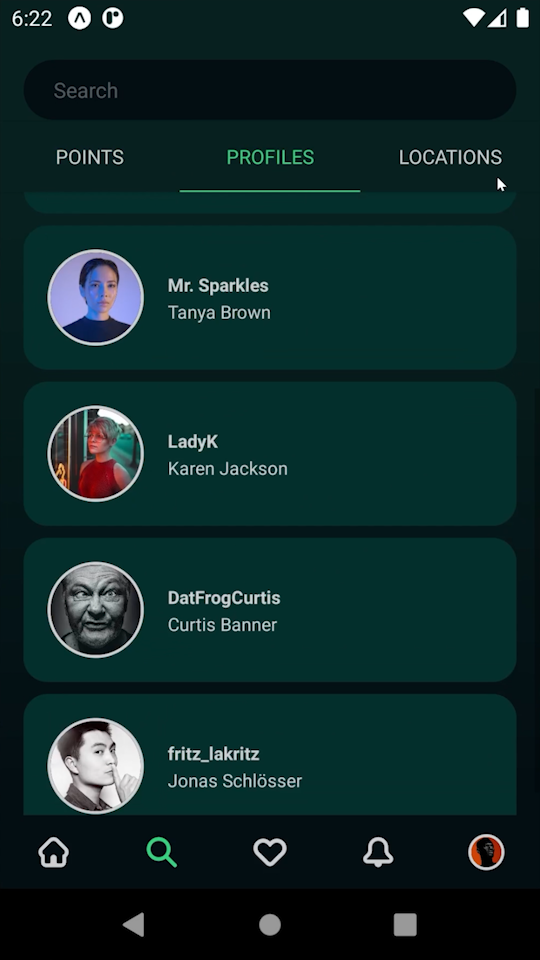 6:22
Search
POINTS
PROFILES
LOCATIONS
Mr. Sparkles
Tanya Brown
LadyK
Karen Jackson
DatFrogCurtis
Curtis Banner
fritz_lakritz
Jonas Schlösser